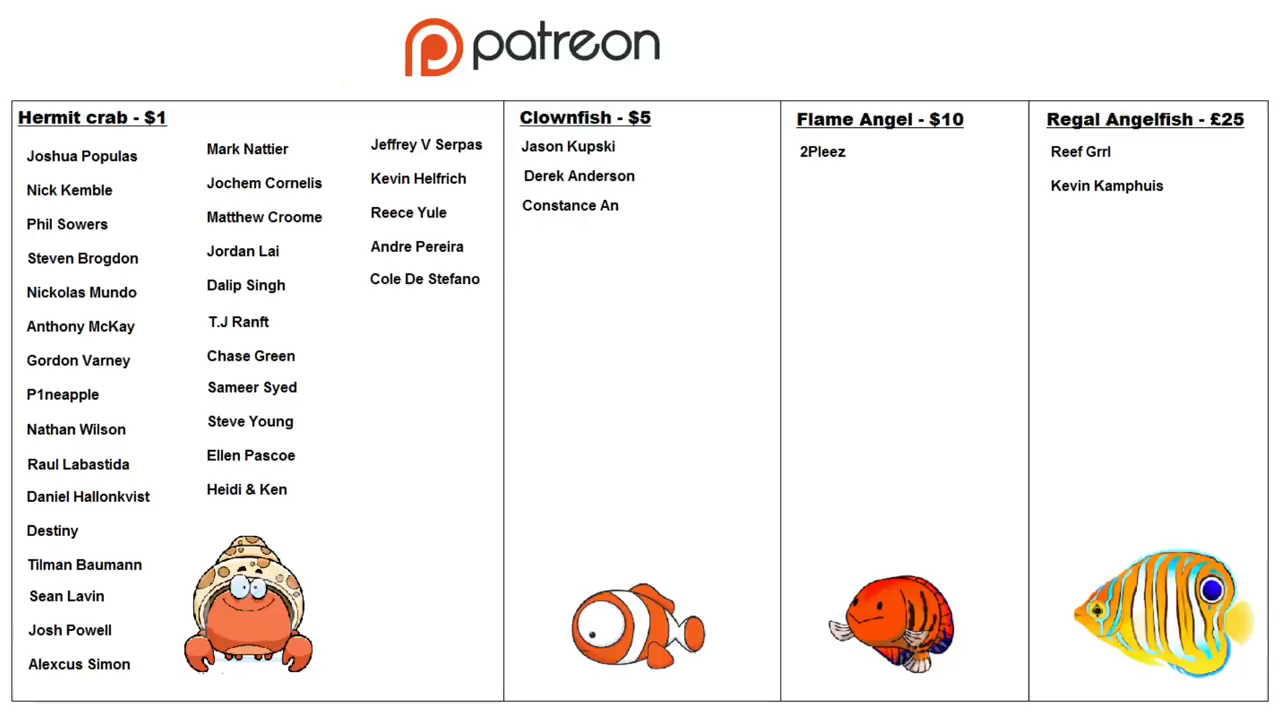 patreon
Hermit crab - $1
Joshua Populas
Nick Kemble
Phil Sowers
Steven Brogdon
Nickolas Mundo
Anthony McKay
Gordon Varney
P1neapple
Nathan Wilson
Raul Labastida
Daniel Hallonkvist
Destiny
Tilman Baumann
Sean Lavin
Josh Powell
Alexcus Simon
Mark Nattier
Jochem Cornelis
Matthew Croome
Jordan Lai
Dalip Singh
T.J Ranft
Chase Green
Sameer Syed
Steve Young
Ellen Pascoe
Heidi & Ken
Jeffrey V Serpas
Kevin Helfrich
Reece Yule
Andre Pereira
Cole De Stefano
Clownfish - $5
Jason Kupski
Derek Anderson
Constance An
Flame Angel - $10
2Pleez
Regal Angelfish - £25
Reef Grrl
Kevin Kamphuis